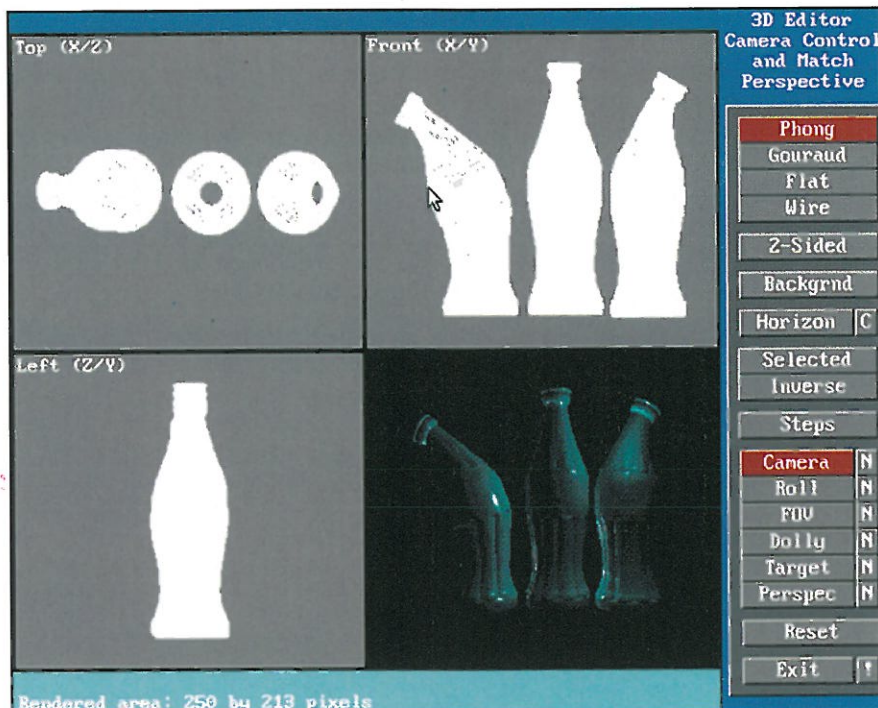 3D Editor
Camera Control
and Match
Perspective
Top (X/Z)
Front (X/Y)
Phong
Gouraud
Flat
Wire
2-Sided
Backgrnd
Horizon C
Selected
Inverse
Steps
Left (Z/Y)
Camera N
Roll N
FOV N
Dolly N
Target N
Perspec N
Reset
Exit !
Rendered area: 250 by 213 pixels